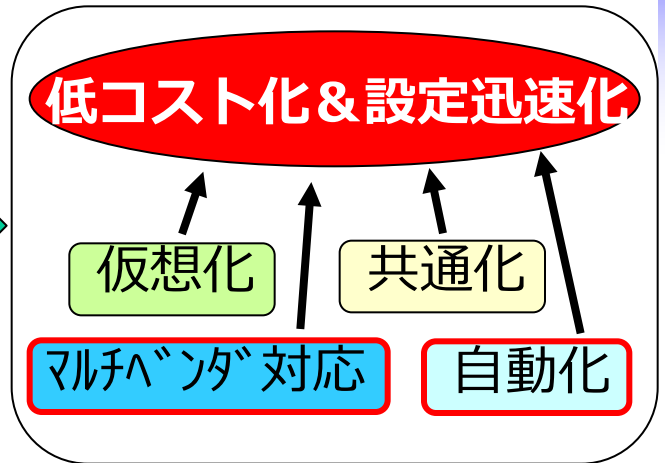 低コスト化＆設定迅速化
仮想化
共通化
ﾏﾙﾁﾍﾞﾝﾀﾞ対応
自動化